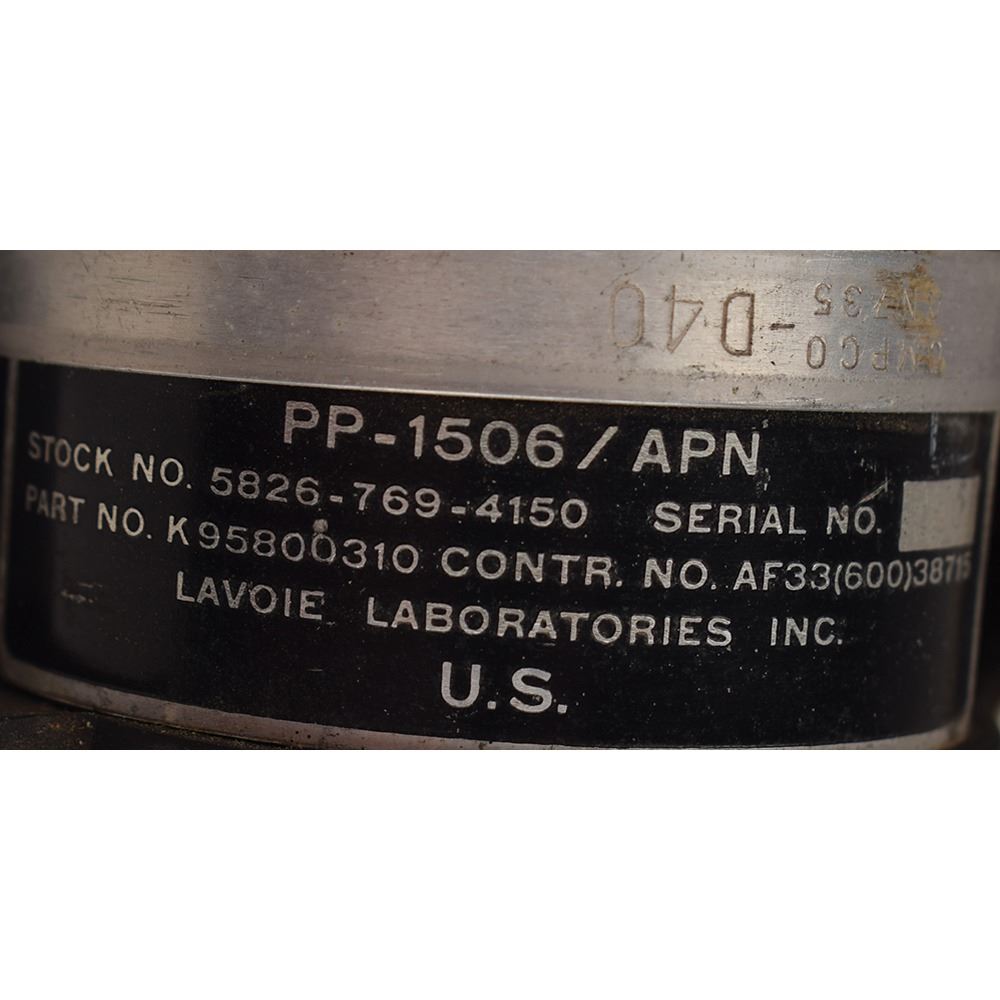 D40
PP-1506/APN
STOCK NO. 5826-769-4150 SERIAL NO.
PART NO. K95800310 CONTR. NO. AF33(600)38715
LAVOIE LABORATORIES INC.
U.S.